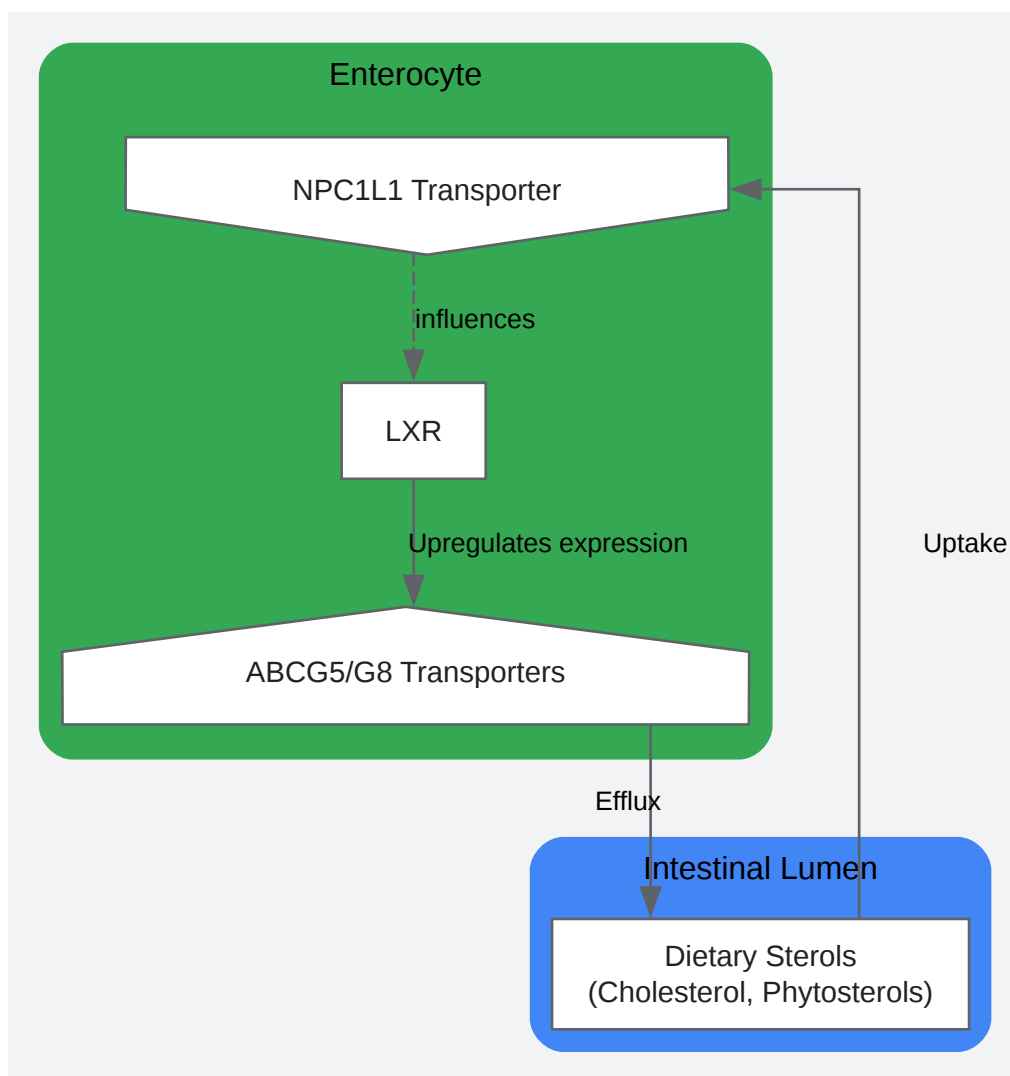 Enterocyte
NPC1L1 Transporter
influences
LXR
Upregulates expression
Uptake
ABCG5/G8 Transporters
Efflux
Intestinal Lumen
Dietary Sterols
(Cholesterol, Phytosterols)